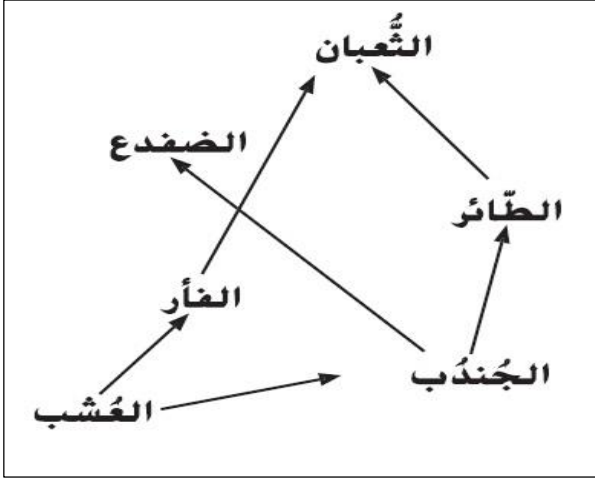 الثُّعبان
الضفدع
الطّائر
الفأر
الجُندُب
العُشب